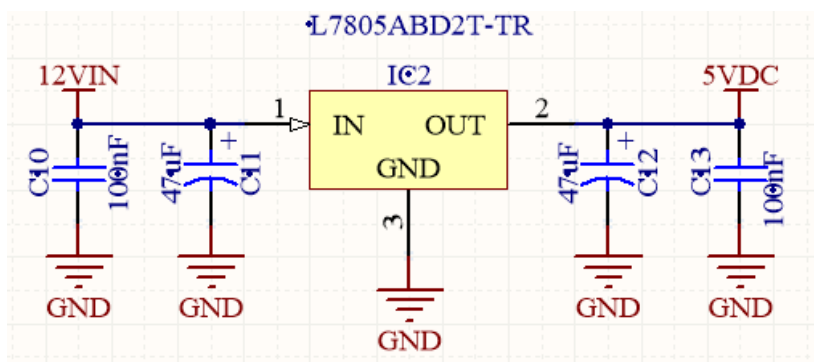 L7805ABD2T-TR
12VIN
IC2
5VDC
1
IN
OUT
2
GND
3
C10
100nF
47uF
+
C11
47uF
+
C12
C13
100nF
GND
GND
GND
GND
GND